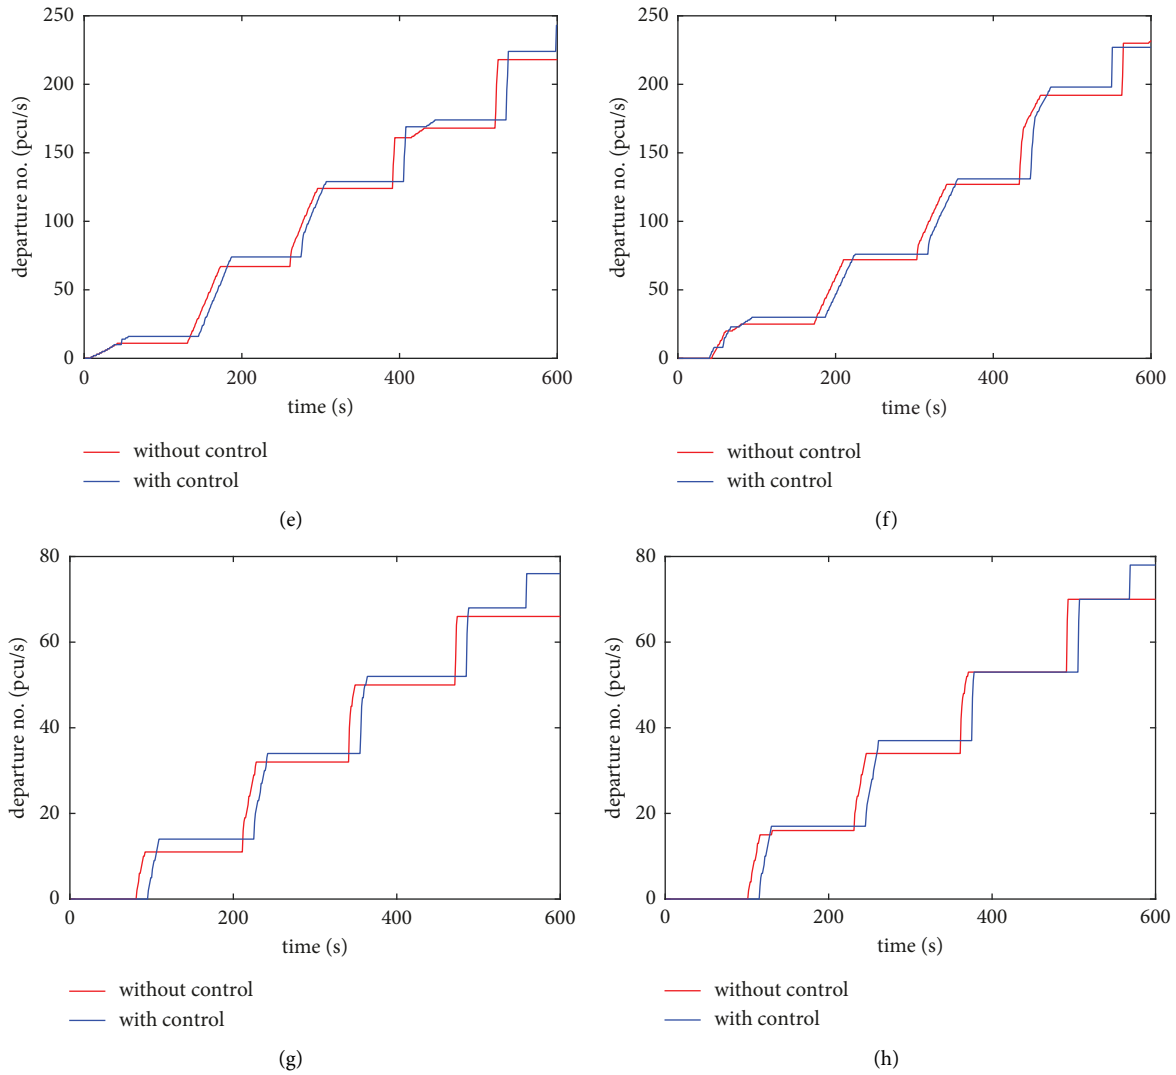 250
200
150
100
50
0
departure no. (pcu/s)
0 200 400 600
time (s)
without control
with control
(e)
250
200
150
100
50
0
departure no. (pcu/s)
0 200 400 600
time (s)
without control
with control
(f)
80
60
40
20
0
departure no. (pcu/s)
0 200 400 600
time (s)
without control
with control
(g)
80
60
40
20
0
departure no. (pcu/s)
0 200 400 600
time (s)
without control
with control
(h)